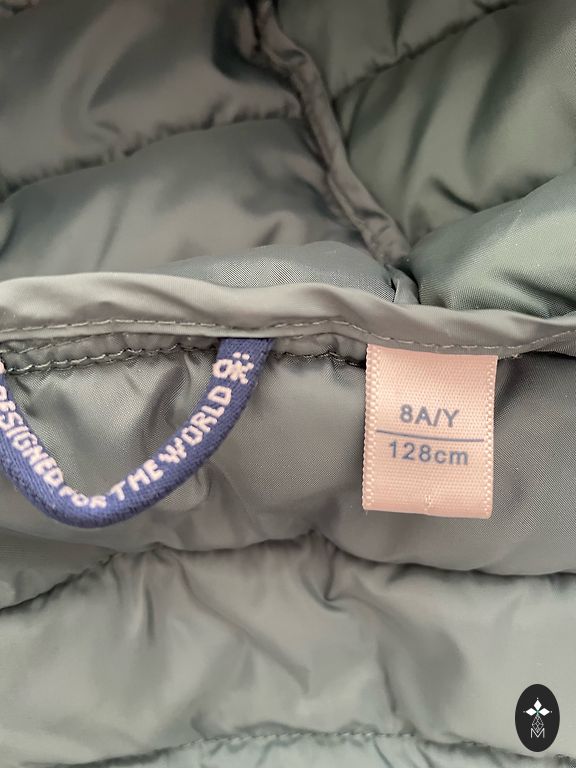 DESIGNED FOR THE WORLD
8A/Y
128cm
M